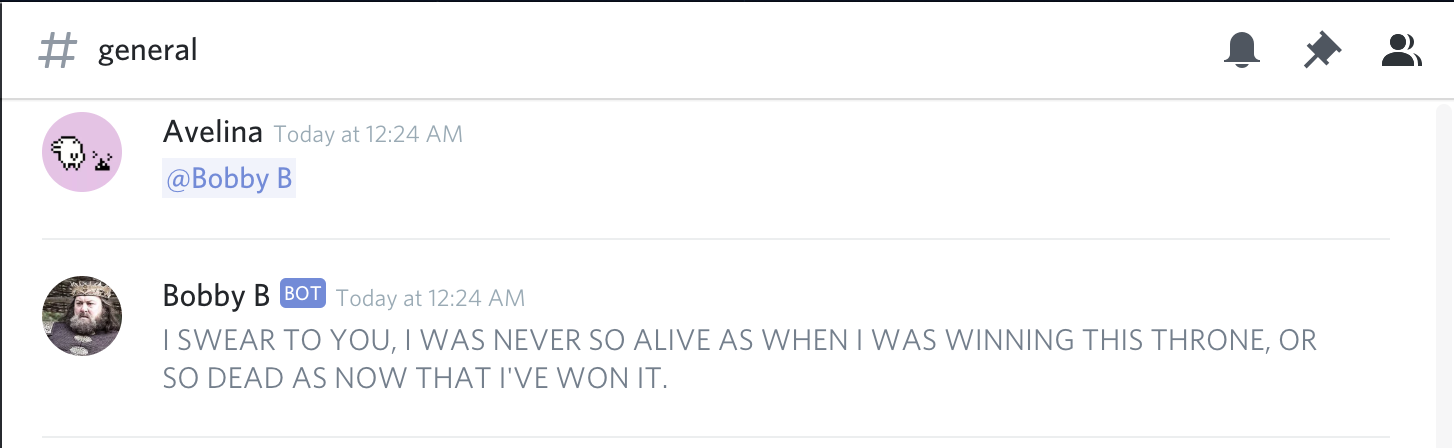 # general
Avelina Today at 12:24 AM
@Bobby B
Bobby B BOT Today at 12:24 AM
I SWEAR TO YOU, I WAS NEVER SO ALIVE AS WHEN I WAS WINNING THIS THRONE, OR
SO DEAD AS NOW THAT I'VE WON IT.